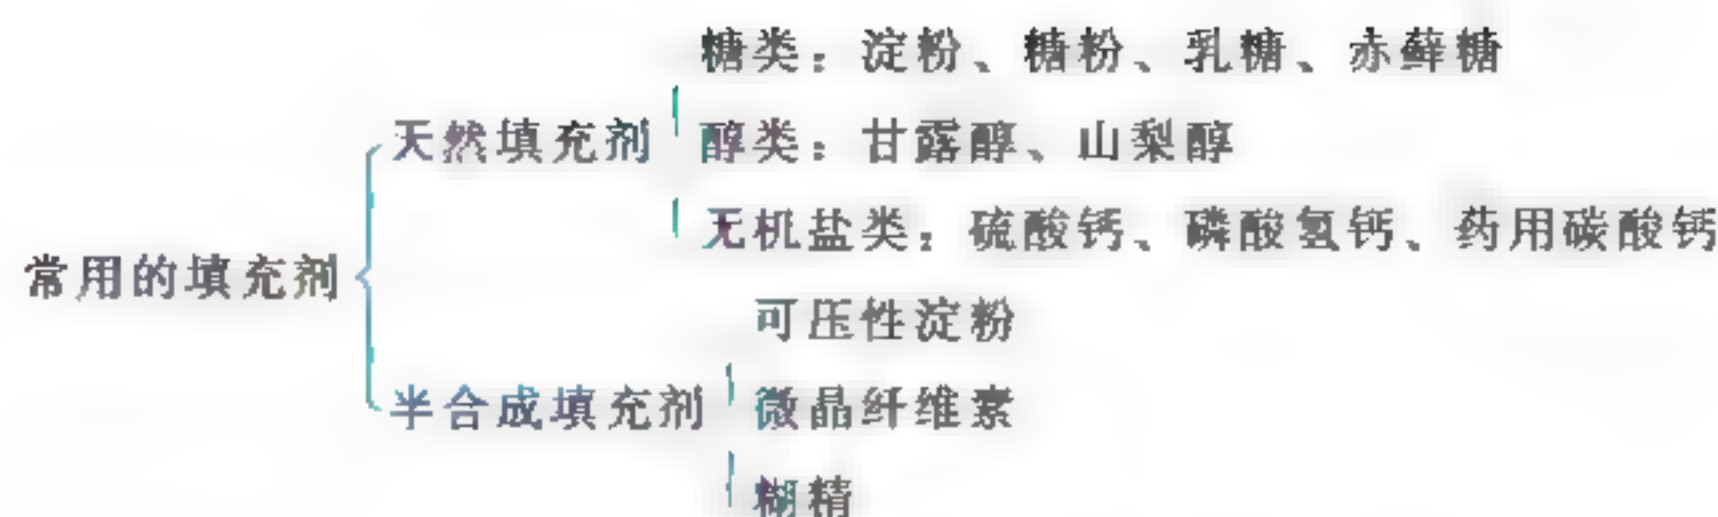 糖类：淀粉、糖粉、乳糖、赤藓糖
天然填充剂
醇类：甘露醇、山梨醇
无机盐类：硫酸钙、磷酸氢钙、药用碳酸钙
常用的填充剂
可压性淀粉
半合成填充剂
微晶纤维素
糊精